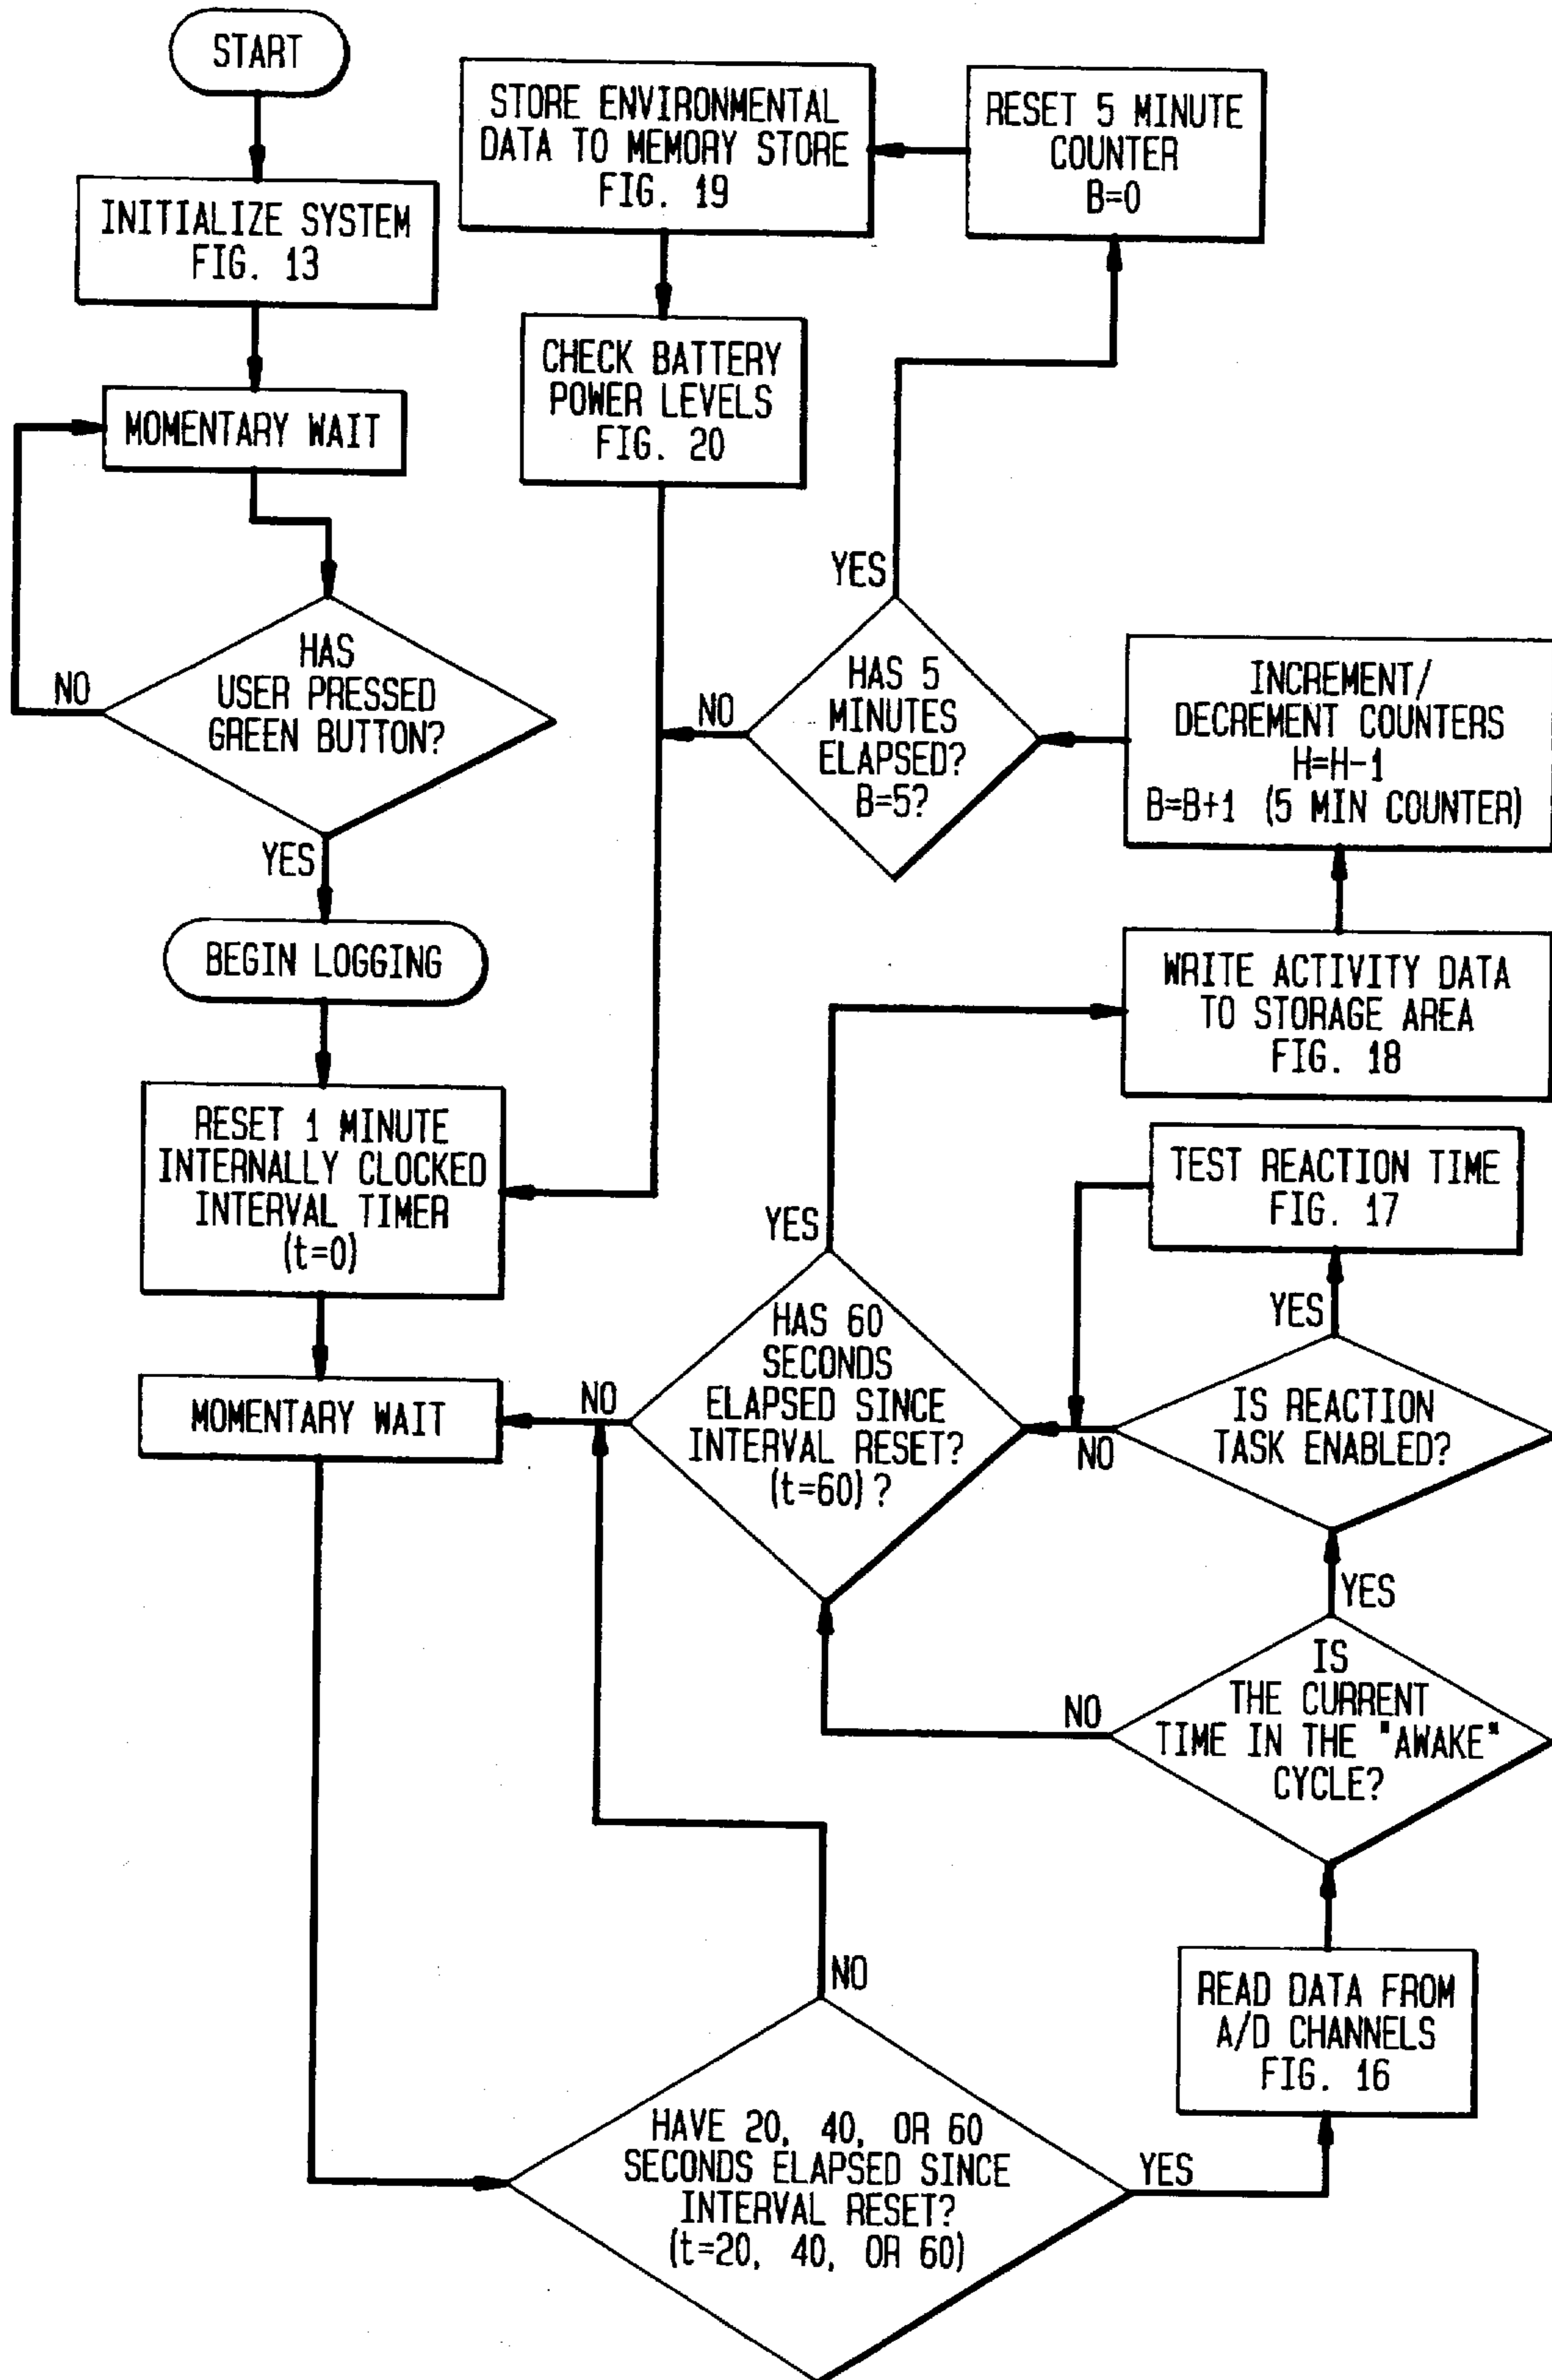 START
INITIALIZE SYSTEM
FIG. 13
MOMENTARY WAIT
HAS
USER PRESSED
GREEN BUTTON?
NO
YES
BEGIN LOGGING
RESET 1 MINUTE
INTERNALLY CLOCKED
INTERVAL TIMER
(t=0)
MOMENTARY WAIT
HAVE 20, 40, OR 60
SECONDS ELAPSED SINCE
INTERVAL RESET?
(t=20, 40, OR 60)
NO
YES
READ DATA FROM
A/D CHANNELS
FIG. 16
IS
THE CURRENT
TIME IN THE "AWAKE"
CYCLE?
NO
YES
IS REACTION
TASK ENABLED?
NO
YES
TEST REACTION TIME
FIG. 17
HAS 60
SECONDS
ELAPSED SINCE
INTERVAL RESET?
(t=60)?
NO
YES
WRITE ACTIVITY DATA
TO STORAGE AREA
FIG. 18
INCREMENT/
DECREMENT COUNTERS
H=H-1
B=B+1 (5 MIN COUNTER)
HAS 5
MINUTES
ELAPSED?
B=5?
NO
YES
RESET 5 MINUTE
COUNTER
B=0
STORE ENVIRONMENTAL
DATA TO MEMORY STORE
FIG. 19
CHECK BATTERY
POWER LEVELS
FIG. 20